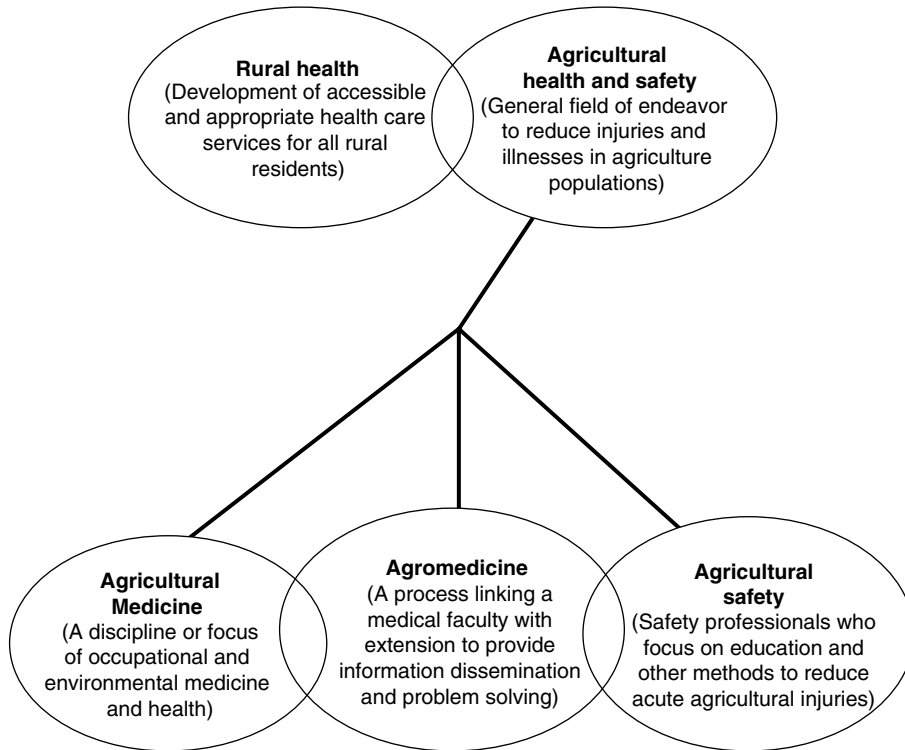 Rural health
(Development of accessible
and appropriate health care
services for all rural
residents)
Agricultural
health and safety
(General field of endeavor
to reduce injuries and
illnesses in agriculture
populations)
Agricultural
Medicine
(A discipline or focus
of occupational and
environmental medicine
and health)
Agromedicine
(A process linking a
medical faculty with
extension to provide
information dissemination
and problem solving)
Agricultural
safety
(Safety professionals who
focus on education and
other methods to reduce
acute agricultural injuries)